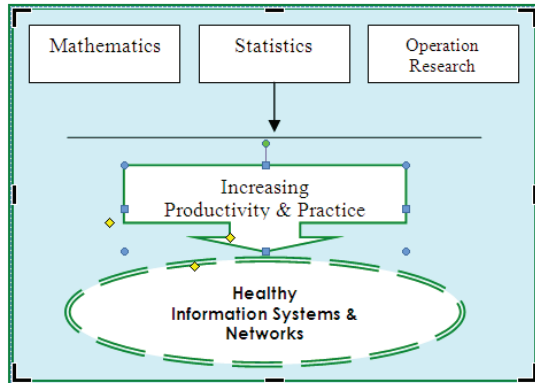 Mathematics
Statistics
Operation
Research
Increasing
Productivity & Practice
Healthy
Information Systems &
Networks